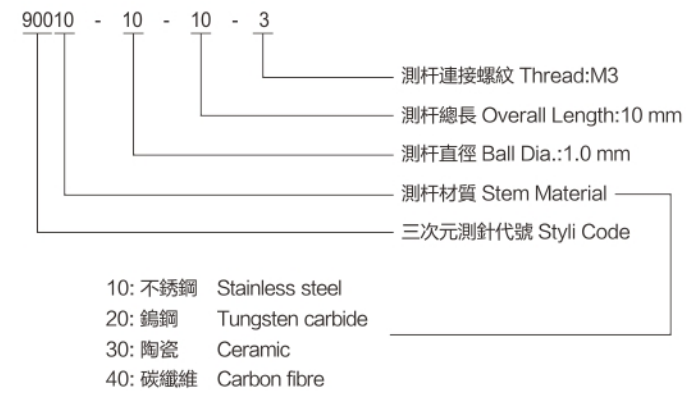 90010 - 10 - 10 - 3
測杆連接螺紋 Thread:M3
測杆總長 Overall Length:10 mm
測杆直徑 Ball Dia.:1.0 mm
測杆材質 Stem Material
三次元測針代號 Styli Code
10: 不銹鋼 Stainless steel
20: 鎢鋼 Tungsten carbide
30: 陶瓷 Ceramic
40: 碳纖維 Carbon fibre